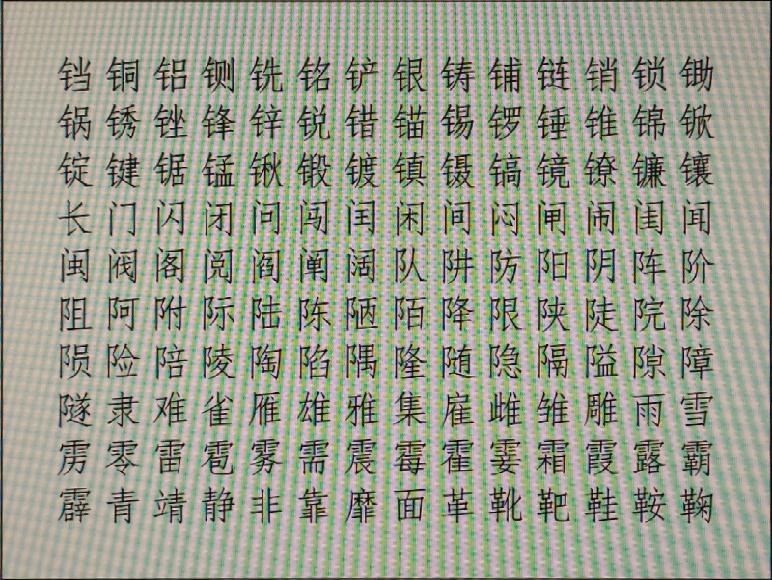 铛铜铝铡铣铭铲银铸铺链销锁锄
锅锈锉锋锌锐错锚锡锣锤锥锦锨
锭键锯锰锹锻镀镇镊镐镜镣镰镶
长门闪闭问闯闰闲间闷闸闹闺闻
闽阀阁阅阎阐阔队阱防阳阴阵阶
阻阿附际陆陈陋陌降限陕陡院除
陨险陪陵陶陷隅隆随隐隔隘隙障
隧隶难雀雁雄雅集雇雌雏雕雨雪
雳零雷雹雾需震霉霍霎霜霞露霸
霹青靖静非靠靡面革靴靶鞋鞍鞠